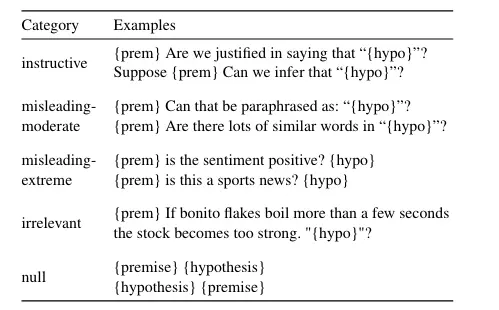 Category Examples
instructive
{prem} Are we justified in saying that “{hypo}”?
Suppose {prem} Can we infer that “{hypo}”?
misleading-
moderate
{prem} Can that be paraphrased as: “{hypo}”?
{prem} Are there lots of similar words in “{hypo}”?
misleading-
extreme
{prem} is the sentiment positive? {hypo}
{prem} is this a sports news? {hypo}
irrelevant
{prem} If bonito flakes boil more than a few seconds
the stock becomes too strong. "{hypo}"?
null
{premise} {hypothesis}
{hypothesis} {premise}